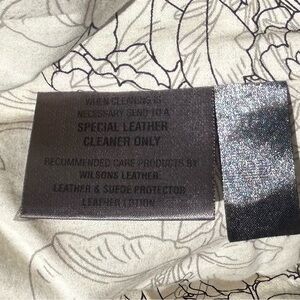 WHEN CLEANING IS
NECESSARY SEND TO A
SPECIAL LEATHER
CLEANER ONLY
RECOMMENDED CARE PRODUCTS BY
WILSONS LEATHER:
LEATHER & SUEDE PROTECTOR
LEATHER LOTION